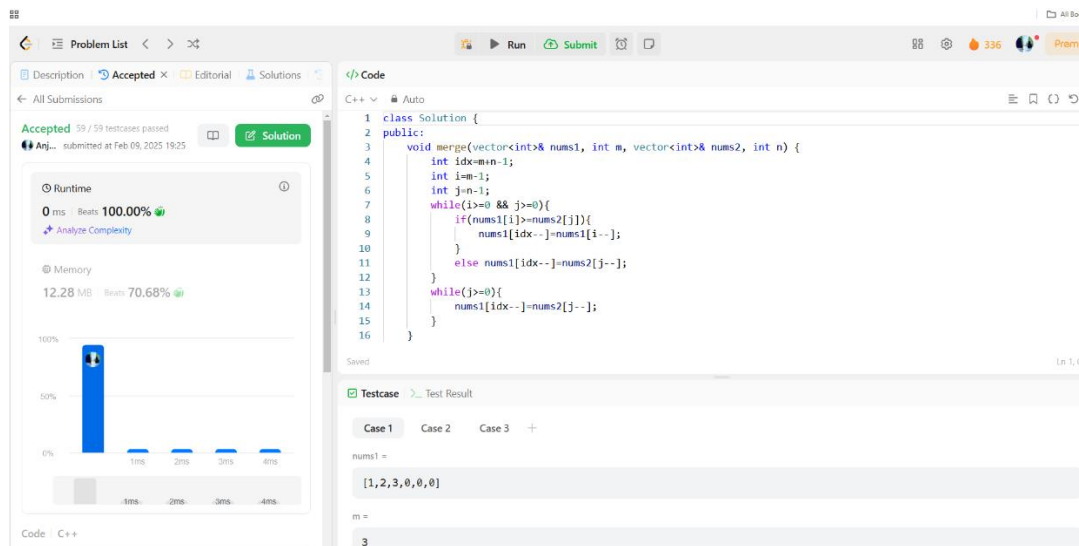 All Bo
Problem List
Run
Submit
336
Prem
Description
Accepted
Editorial
Solutions
All Submissions
Accepted 59 / 59 testcases passed
Anj... submitted at Feb 09, 2025 19:25
Solution
Runtime
0 ms Beats 100.00%
Analyze Complexity
Memory
12.28 MB Beats 70.68%
100%
50%
0%
1ms 2ms 3ms 4ms
1ms 2ms 3ms 4ms
Code C++
</> Code
C++ Auto
1 class Solution {
2 public:
3 void merge(vector<int>& nums1, int m, vector<int>& nums2, int n) {
4 int idx=m+n-1;
5 int i=m-1;
6 int j=n-1;
7 while(i>=0 && j>=0){
8 if(nums1[i]>=nums2[j]){
9 nums1[idx--]=nums1[i--];
10 }
11 else nums1[idx--]=nums2[j--];
12 }
13 while(j>=0){
14 nums1[idx--]=nums2[j--];
15 }
16 }
Saved
Ln 1,
Testcase >_ Test Result
Case 1 Case 2 Case 3 +
nums1 =
[1,2,3,0,0,0]
m =
3